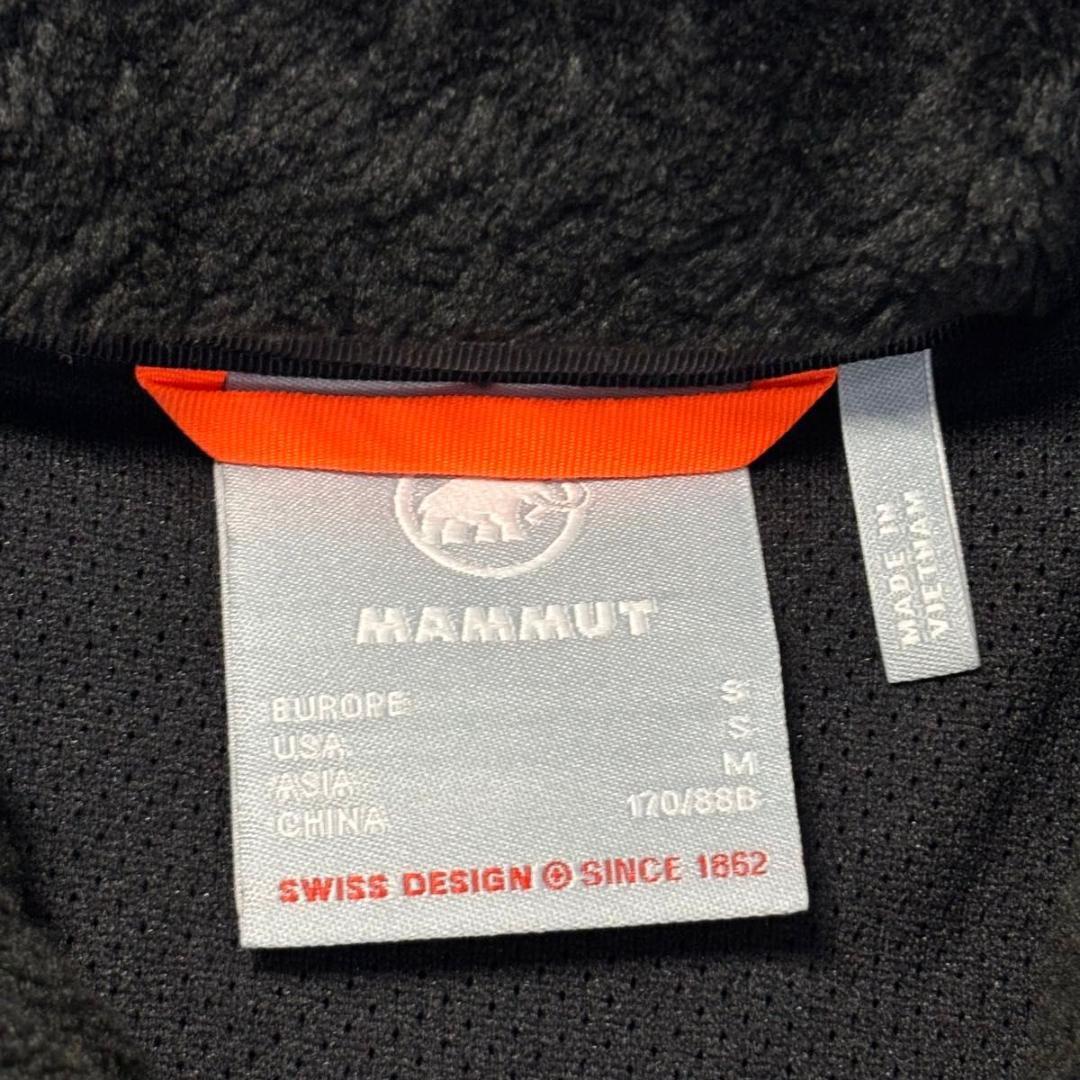 MAMMUT
EUROPE S
USA S
ASIA M
CHINA 170/88B
SWISS DESIGN SINCE 1862
MADE IN
VIETNAM